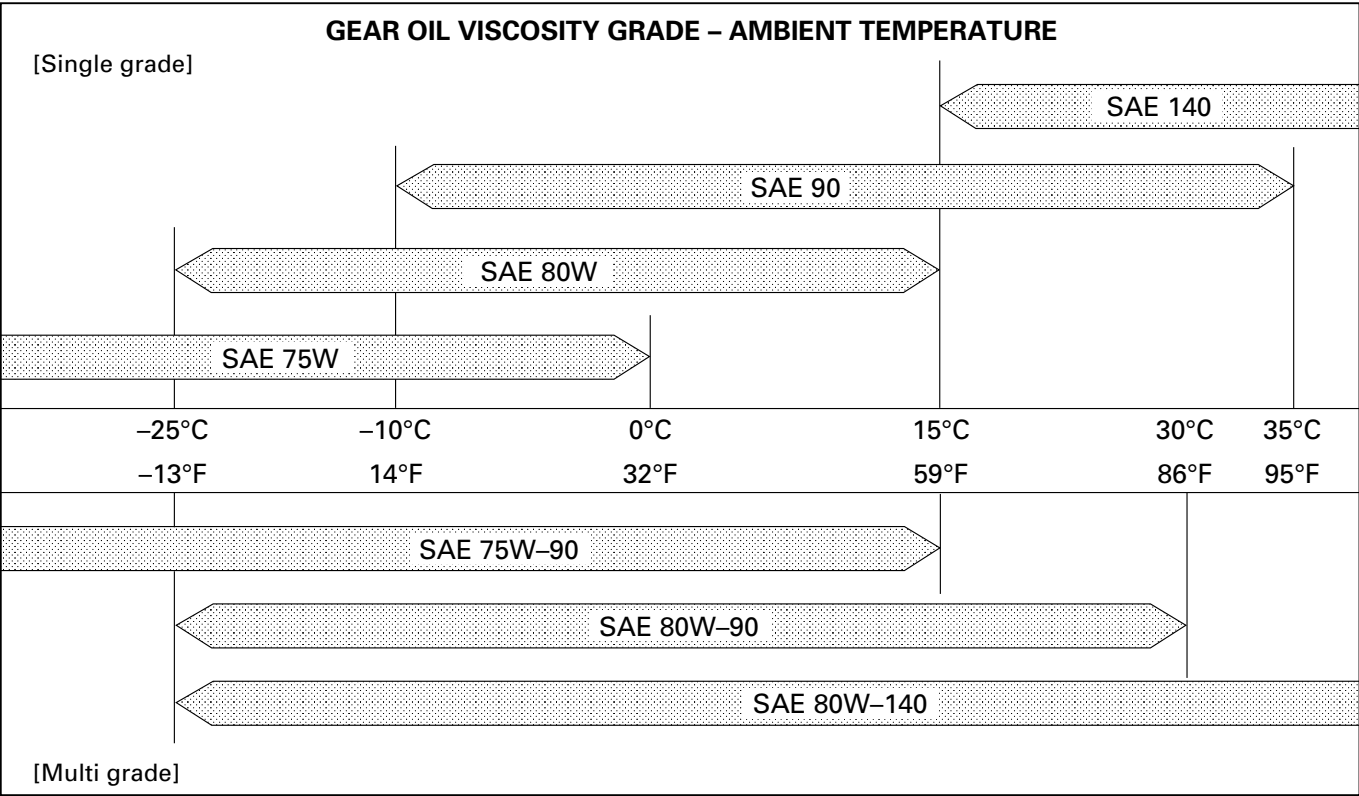 GEAR OIL VISCOSITY GRADE – AMBIENT TEMPERATURE
[Single grade]
SAE 140
SAE 90
SAE 80W
SAE 75W
–25°C –10°C 0°C 15°C 30°C 35°C
–13°F 14°F 32°F 59°F 86°F 95°F
SAE 75W–90
SAE 80W–90
SAE 80W–140
[Multi grade]